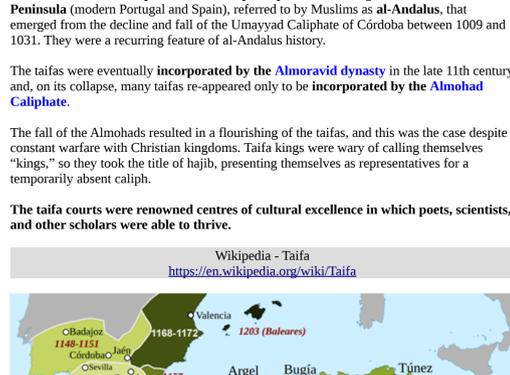 Peninsula (modern Portugal and Spain), referred to by Muslims as al-Andalus, that
emerged from the decline and fall of the Umayyad Caliphate of Córdoba between 1009 and
1031. They were a recurring feature of al-Andalus history.
The taifas were eventually incorporated by the Almoravid dynasty in the late 11th century
and, on its collapse, many taifas re-appeared only to be incorporated by the Almohad
Caliphate.
The fall of the Almohads resulted in a flourishing of the taifas, and this was the case despite
constant warfare with Christian kingdoms. Taifa kings were wary of calling themselves
“kings,” so they took the title of hajib, presenting themselves as representatives for a
temporarily absent caliph.
The taifa courts were renowned centres of cultural excellence in which poets, scientists,
and other scholars were able to thrive.
Wikipedia - Taifa
https://en.wikipedia.org/wiki/Taifa
Valencia
Badajoz
1168-1172
1203 (Baleares)
1148-1151
Jaén
Córdoba
Sevilla
Argel
Bugía
Túnez